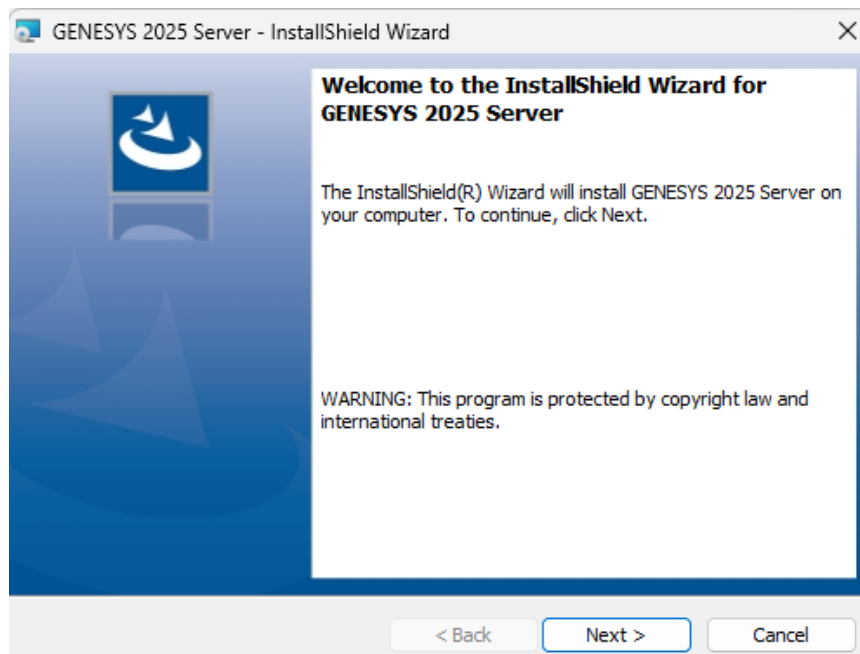 GENESYS 2025 Server - InstallShield Wizard
Welcome to the InstallShield Wizard for
GENESYS 2025 Server
The InstallShield(R) Wizard will install GENESYS 2025 Server on
your computer. To continue, click Next.
WARNING: This program is protected by copyright law and
international treaties.
< Back Next > Cancel